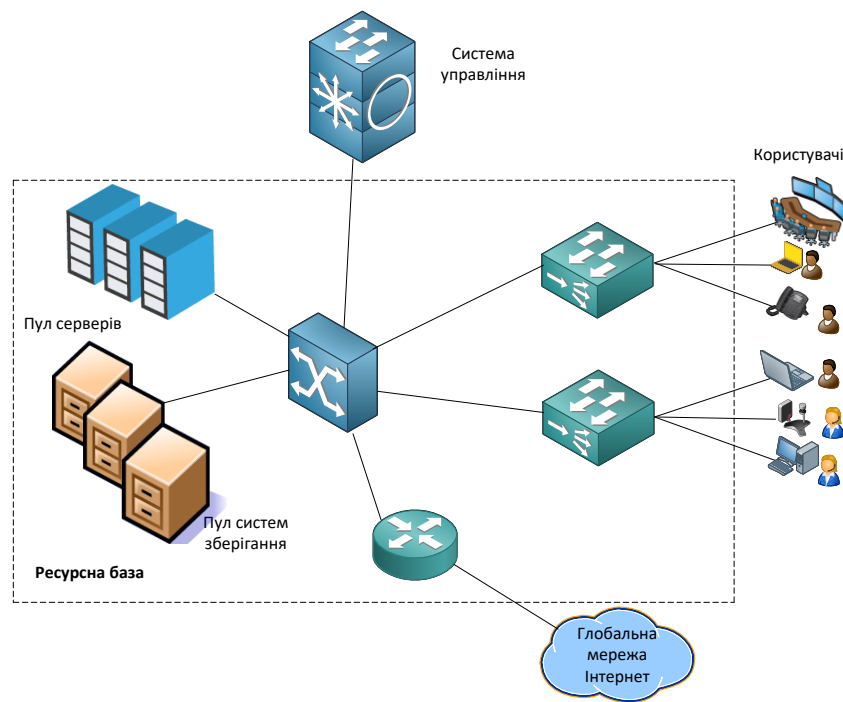 Система
управління
Користувачі
Пул серверів
Пул систем
зберігання
Ресурсна база
Глобальна
мережа
Інтернет